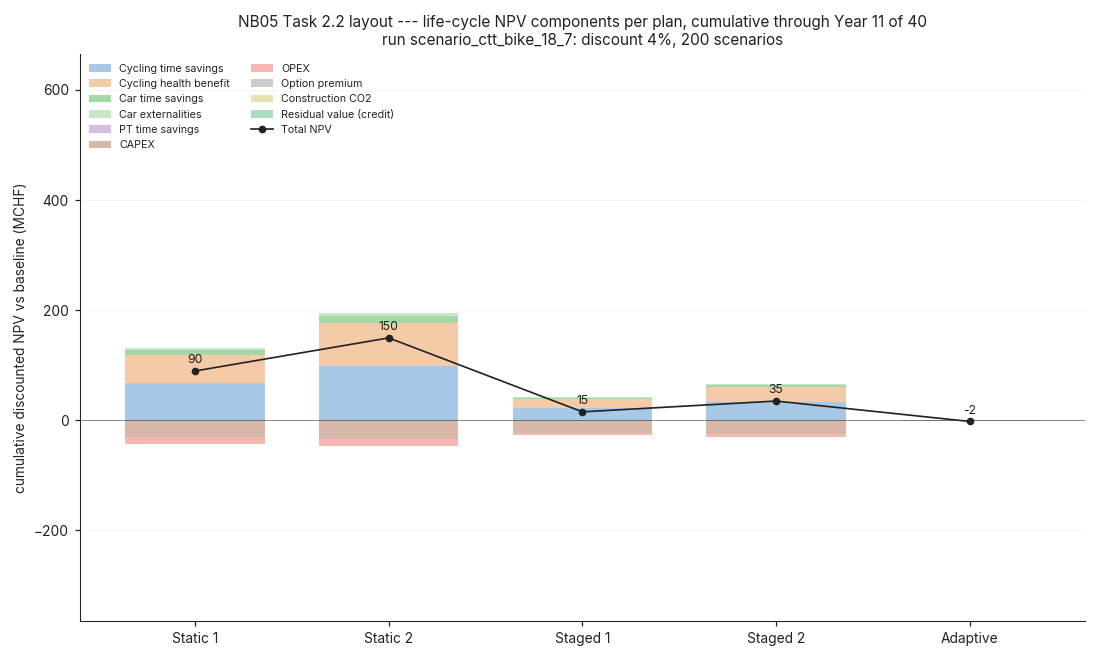 NB05 Task 2.2 layout --- life-cycle NPV components per plan, cumulative through Year 11 of 40
run scenario_ctt_bike_18_7: discount 4%, 200 scenarios
Cycling time savings
Cycling health benefit
Car time savings
Car externalities
PT time savings
CAPEX
OPEX
Option premium
Construction CO2
Residual value (credit)
Total NPV
cumulative discounted NPV vs baseline (MCHF)
600
400
200
0
−200
90
150
15
35
-2
Static 1
Static 2
Staged 1
Staged 2
Adaptive